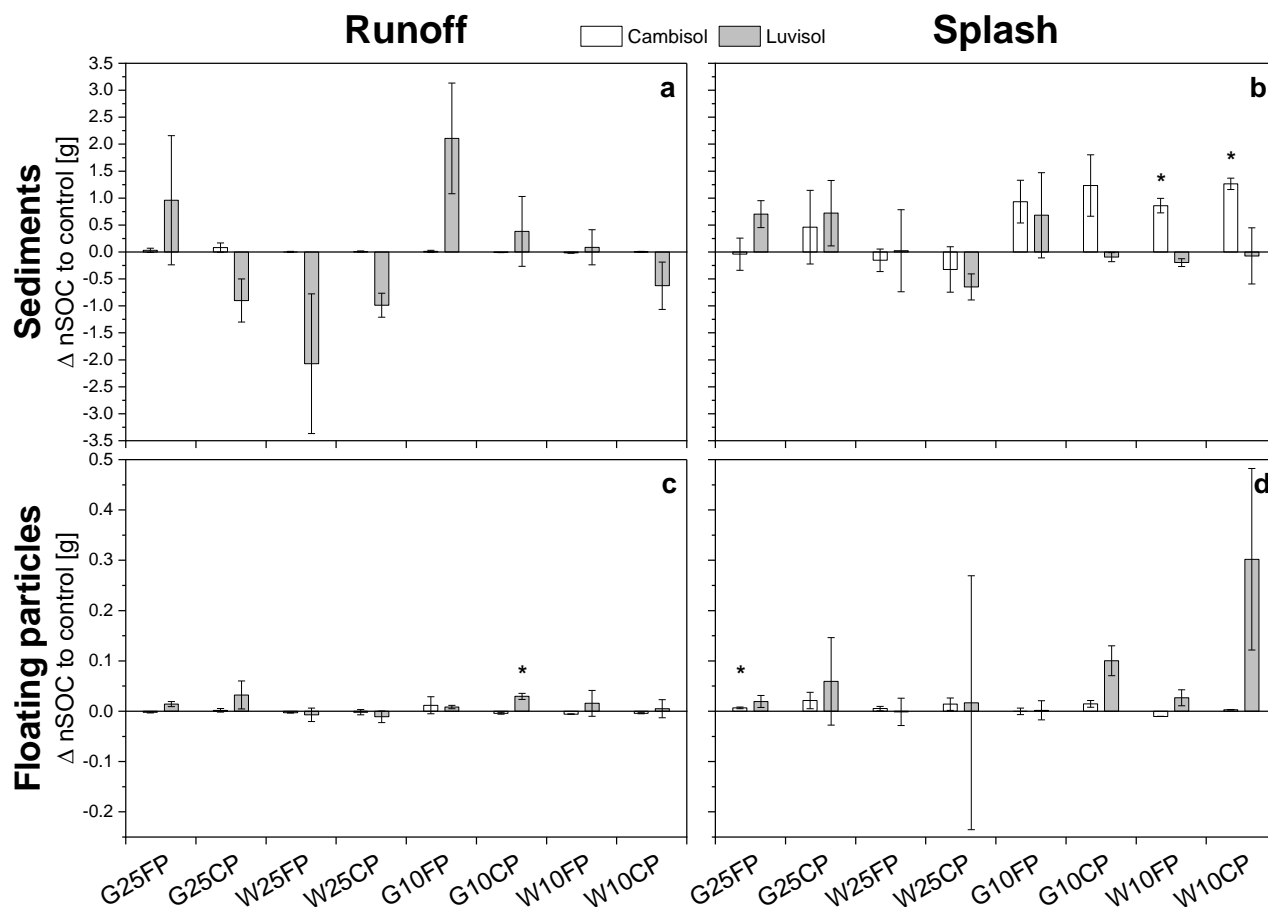 Runoff
Cambisol
Luvisol
Splash
Sediments
Δ nSOC to control [g]
3.5
3.0
2.5
2.0
1.5
1.0
0.5
0.0
-0.5
-1.0
-1.5
-2.0
-2.5
-3.0
-3.5
a
b
*
*
Floating particles
Δ nSOC to control [g]
0.5
0.4
0.3
0.2
0.1
0.0
-0.1
-0.2
c
*
d
*
G25FP
G25CP
W25FP
W25CP
G10FP
G10CP
W10FP
W10CP
G25FP
G25CP
W25FP
W25CP
G10FP
G10CP
W10FP
W10CP